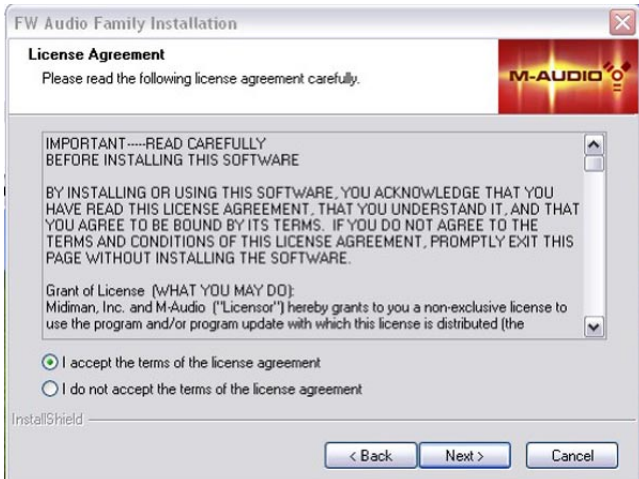 FW Audio Family Installation
License Agreement
Please read the following license agreement carefully.
M-AUDIO
IMPORTANT-----READ CAREFULLY
BEFORE INSTALLING THIS SOFTWARE
BY INSTALLING OR USING THIS SOFTWARE, YOU ACKNOWLEDGE THAT YOU
HAVE READ THIS LICENSE AGREEMENT, THAT YOU UNDERSTAND IT, AND THAT
YOU AGREE TO BE BOUND BY ITS TERMS.  IF YOU DO NOT AGREE TO THE
TERMS AND CONDITIONS OF THIS LICENSE AGREEMENT, PROMPTLY EXIT THIS
PAGE WITHOUT INSTALLING THE SOFTWARE.
Grant of License  (WHAT YOU MAY DO):
Midiman, Inc. and M-Audio  ("Licensor") hereby grants to you a non-exclusive license to
use the program and/or program update with which this license is distributed (the
I accept the terms of the license agreement
I do not accept the terms of the license agreement
InstallShield
< Back
Next >
Cancel